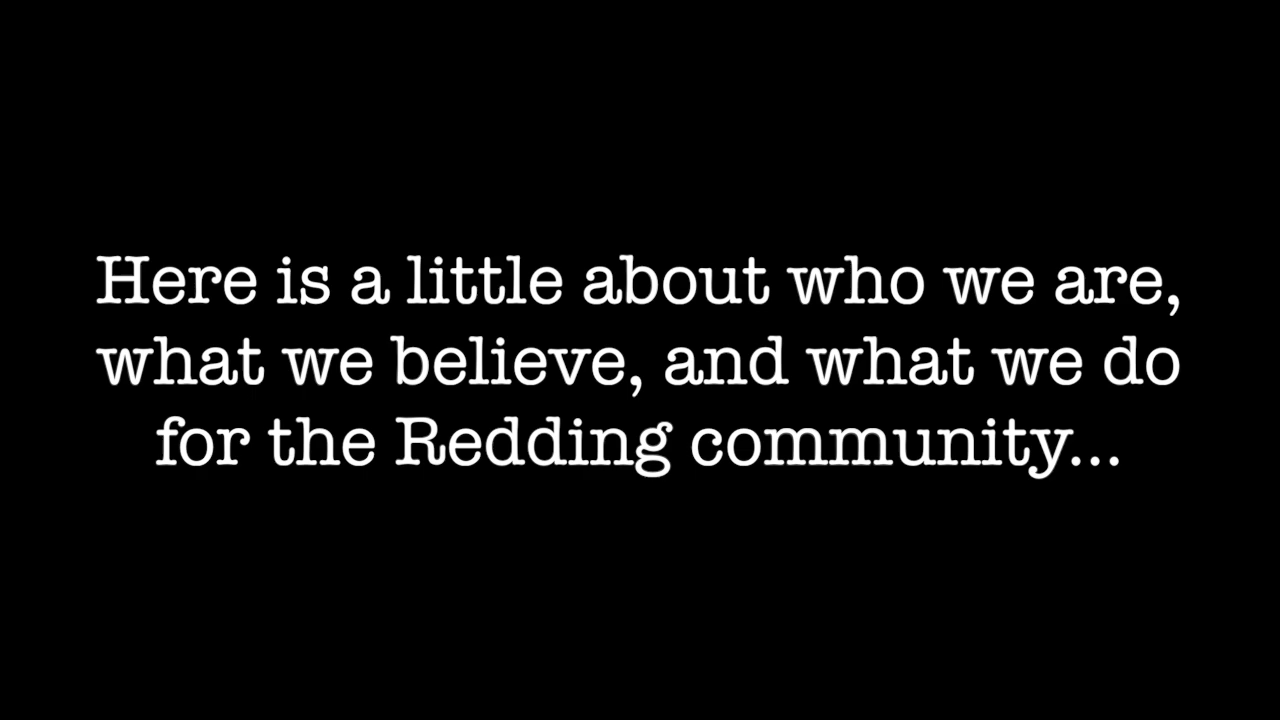 Here is a little about who we are,
what we believe, and what we do
for the Redding community...